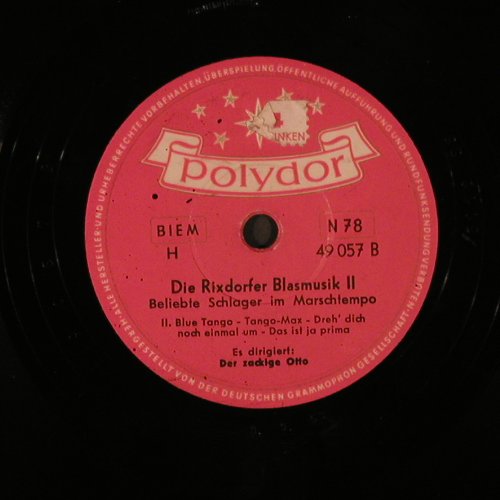 INKEN
polydor
BIEM
N 78
H
49 057 B
Die Rixdorfer Blasmusik II
Beliebte Schlager im Marschtempo
II. Blue Tango - Tango-Max - Dreh' dich
noch einmal um - Das ist ja prima
Es dirigiert:
Der zackige Otto
ALLE HERSTELLER- UND URHEBERRECHTE VORBEHALTEN. ÜBERSPIELUNG, ÖFFENTLICHE AUFFÜHRUNG UND RUNDFUNKSENDUNG VERBOTEN.
HERGESTELLT VON DER DEUTSCHEN GRAMMOPHON GESELLSCHAFT